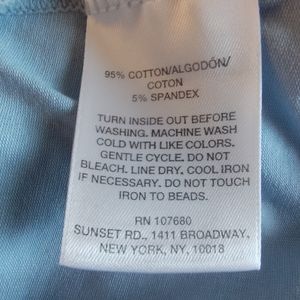 95% COTTON/ALGODÓN/
COTON
5% SPANDEX
TURN INSIDE OUT BEFORE
WASHING. MACHINE WASH
COLD WITH LIKE COLORS.
GENTLE CYCLE. DO NOT
BLEACH. LINE DRY. COOL IRON
IF NECESSARY. DO NOT TOUCH
IRON TO BEADS.
RN 107680
SUNSET RD., 1411 BROADWAY,
NEW YORK, NY, 10018